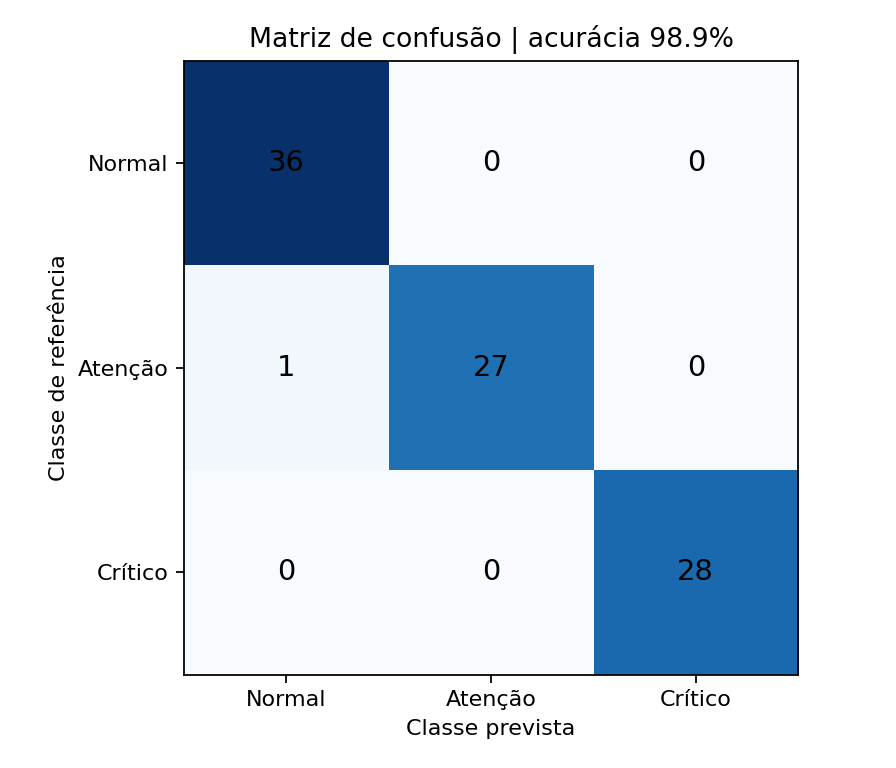 Matriz de confusão | acurácia 98.9%
Classe de referência
Normal 36 0 0
Atenção 1 27 0
Crítico 0 0 28
Normal Atenção Crítico
Classe prevista